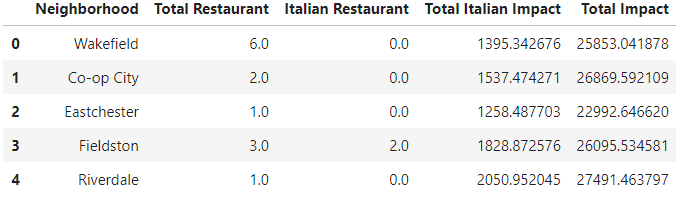 Neighborhood Total Restaurant Italian Restaurant Total Italian Impact Total Impact
0 Wakefield 6.0 0.0 1395.342676 25853.041878
1 Co-op City 2.0 0.0 1537.474271 26869.592109
2 Eastchester 1.0 0.0 1258.487703 22992.646620
3 Fieldston 3.0 2.0 1828.872576 26095.534581
4 Riverdale 1.0 0.0 2050.952045 27491.463797